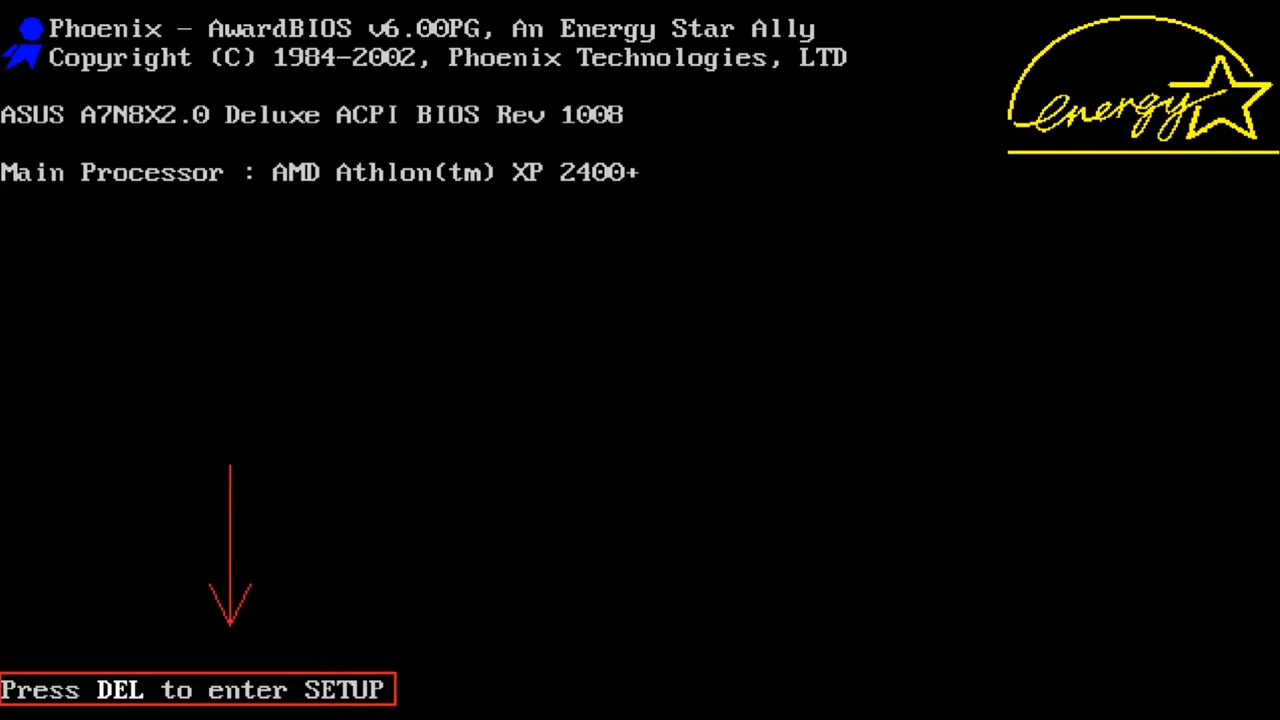 Phoenix - AwardBIOS v6.00PG, An Energy Star Ally
Copyright (C) 1984-2002, Phoenix Technologies, LTD
energy
ASUS A7N8X2.0 Deluxe ACPI BIOS Rev 1008
Main Processor : AMD Athlon(tm) XP 2400+
Press DEL to enter SETUP